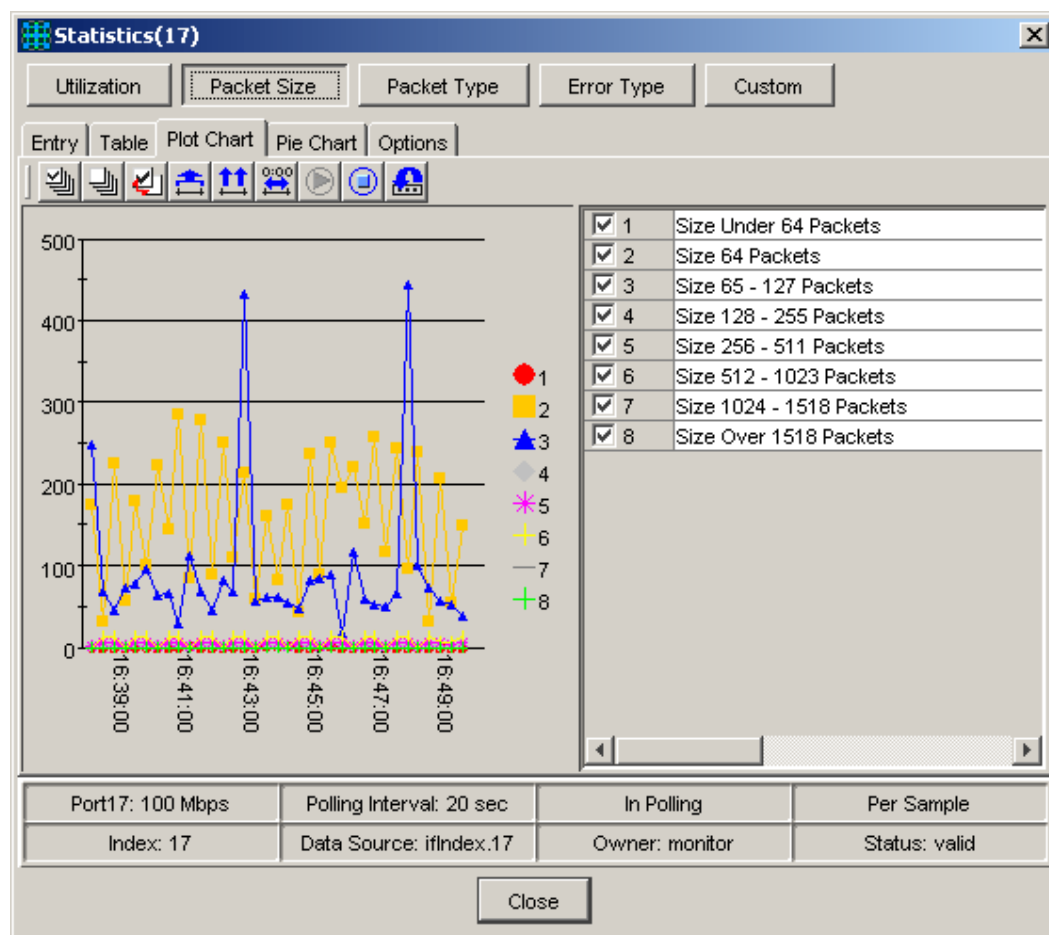 Statistics(17)
Utilization Packet Size Packet Type Error Type Custom
Entry Table Plot Chart Pie Chart Options
0:00
500
400
300
200
100
0
16:39:00 16:41:00 16:43:00 16:45:00 16:47:00 16:49:00
1
2
3
4
5
6
7
8
1 Size Under 64 Packets
2 Size 64 Packets
3 Size 65 - 127 Packets
4 Size 128 - 255 Packets
5 Size 256 - 511 Packets
6 Size 512 - 1023 Packets
7 Size 1024 - 1518 Packets
8 Size Over 1518 Packets
Port17: 100 Mbps Polling Interval: 20 sec In Polling Per Sample
Index: 17 Data Source: ifIndex.17 Owner: monitor Status: valid
Close